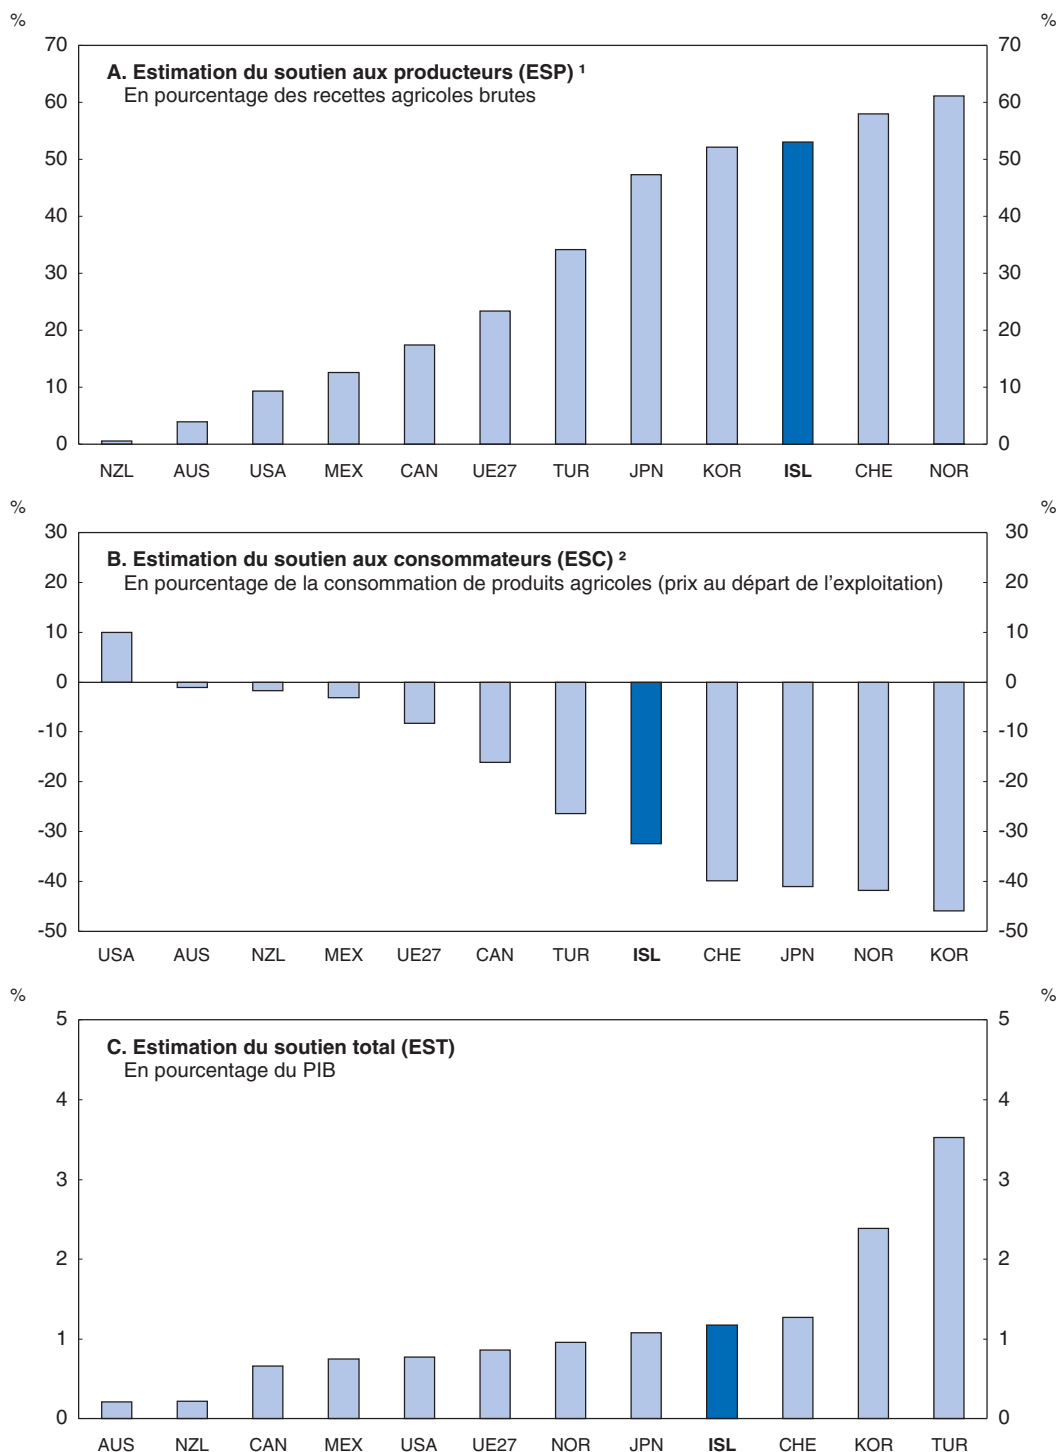 % %
A. Estimation du soutien aux producteurs (ESP) ¹
En pourcentage des recettes agricoles brutes
70 70
60 60
50 50
40 40
30 30
20 20
10 10
0 0
NZL AUS USA MEX CAN UE27 TUR JPN KOR ISL CHE NOR
% %
B. Estimation du soutien aux consommateurs (ESC) ²
En pourcentage de la consommation de produits agricoles (prix au départ de l’exploitation)
30 30
20 20
10 10
0 0
-10 -10
-20 -20
-30 -30
-40 -40
-50 -50
USA AUS NZL MEX UE27 CAN TUR ISL CHE JPN NOR KOR
% %
C. Estimation du soutien total (EST)
En pourcentage du PIB
5 5
4 4
3 3
2 2
1 1
0 0
AUS NZL CAN MEX USA UE27 NOR JPN ISL CHE KOR TUR